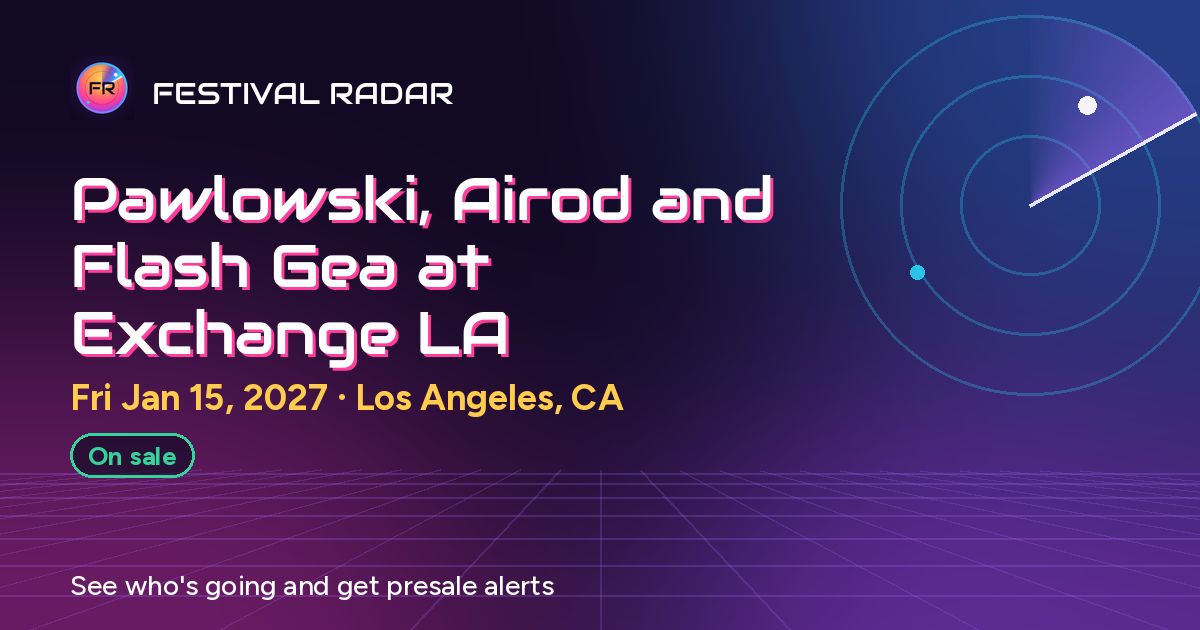 FR
FESTIVAL RADAR
Pawlowski, Airod and
Flash Gea at
Exchange LA
Fri Jan 15, 2027 · Los Angeles, CA
On sale
See who's going and get presale alerts